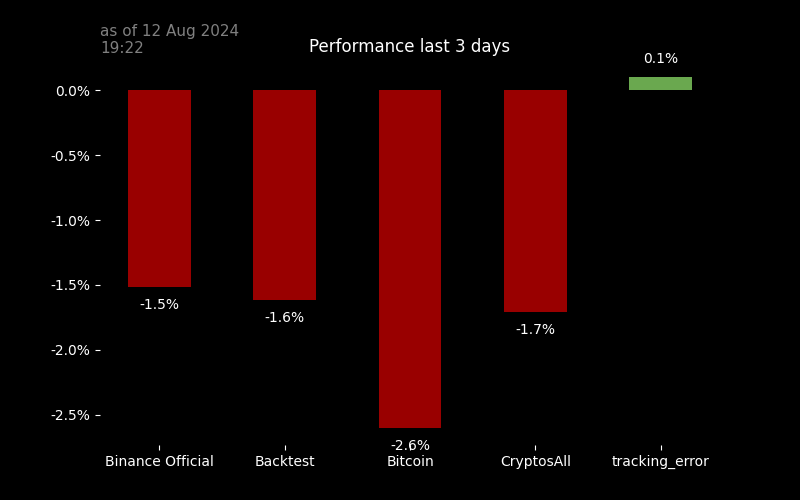 as of 12 Aug 2024
19:22
Performance last 3 days
0.1%
0.0%
-0.5%
-1.0%
-1.5%
-2.0%
-2.5%
-1.5%
-1.6%
-2.6%
-1.7%
Binance Official
Backtest
Bitcoin
CryptosAll
tracking_error